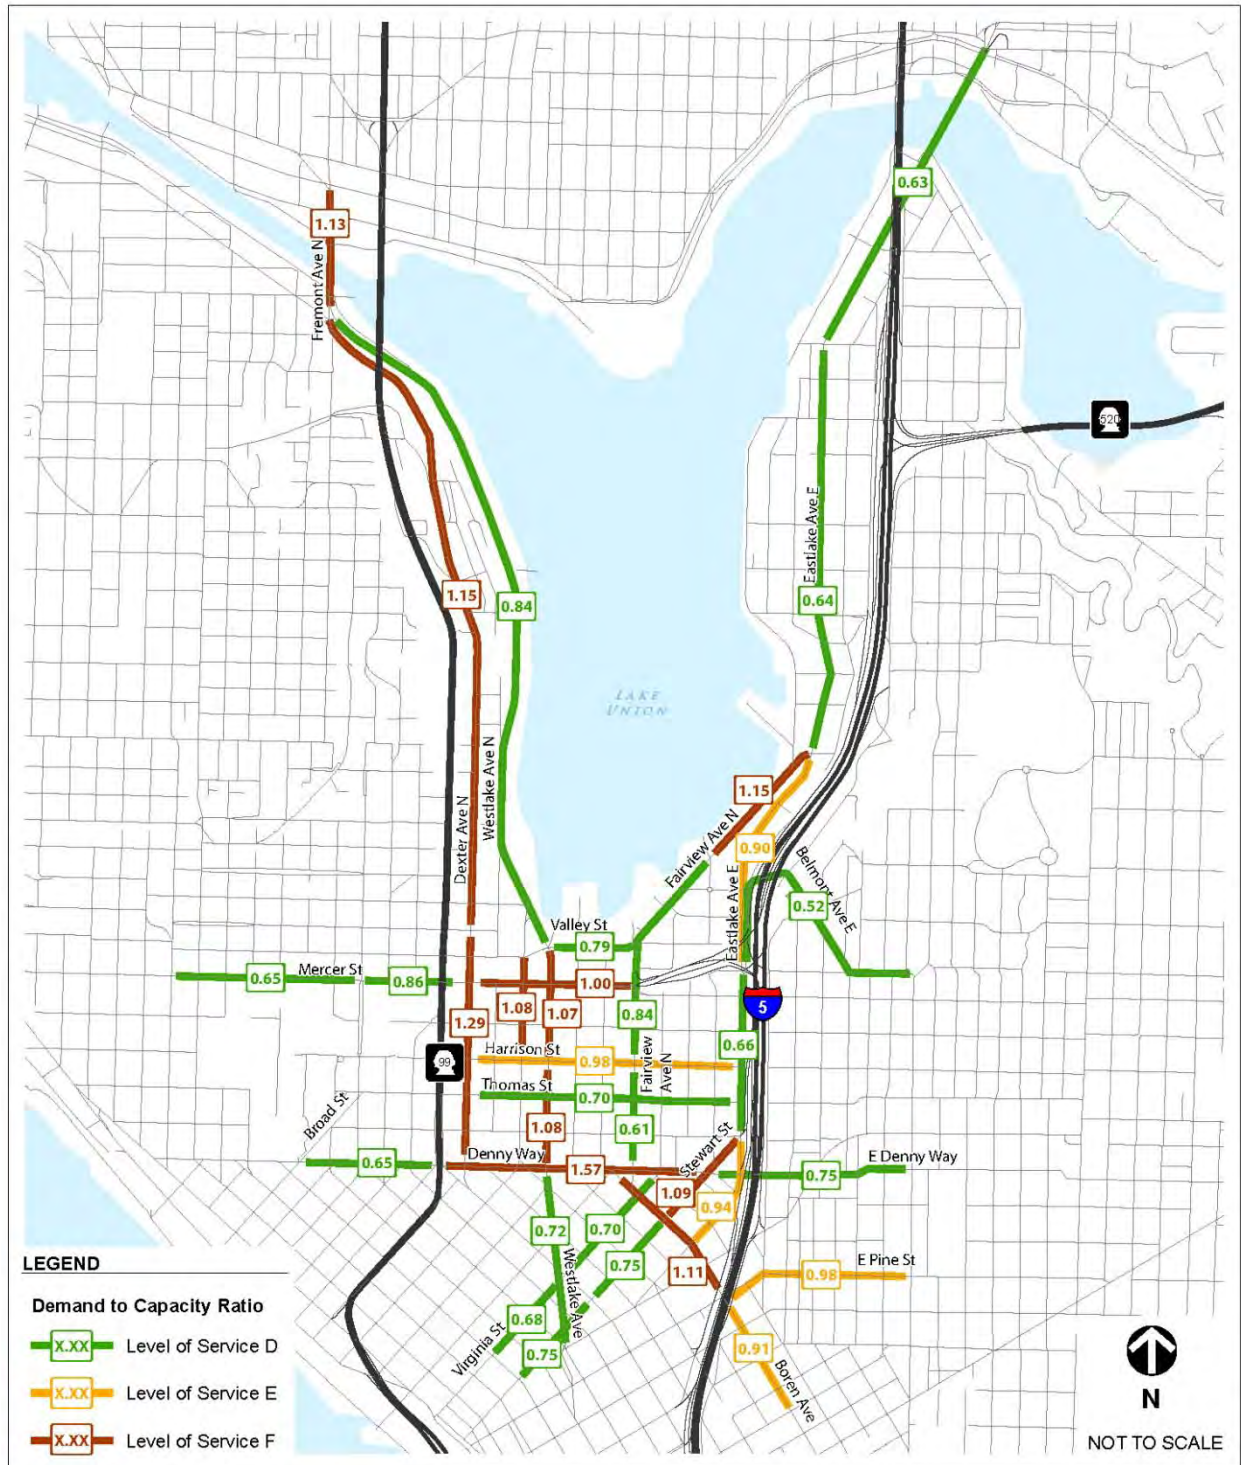 0.63
1.13
Fremont Ave N
520
Eastlake Ave E
1.15
0.84
0.64
LAKE
UNION
Westlake Ave N
1.15
Dexter Ave N
Fairview Ave N
0.90
Belmont Ave E
Eastlake Ave E
0.52
Valley St
0.79
Mercer St
0.65
0.86
1.00
5
1.08
1.07
0.84
1.29
0.66
Harrison St
0.98
Fairview
Ave N
99
Thomas St
0.70
Broad St
1.08
0.61
Stewart St
Denny Way
E Denny Way
0.65
1.57
0.75
1.09
0.94
0.72
0.70
Westlake Ave
0.75
1.11
E Pine St
0.98
0.68
Virginia St
0.75
0.91
Boren Ave
LEGEND
Demand to Capacity Ratio
X.XX Level of Service D
X.XX Level of Service E
X.XX Level of Service F
N
NOT TO SCALE